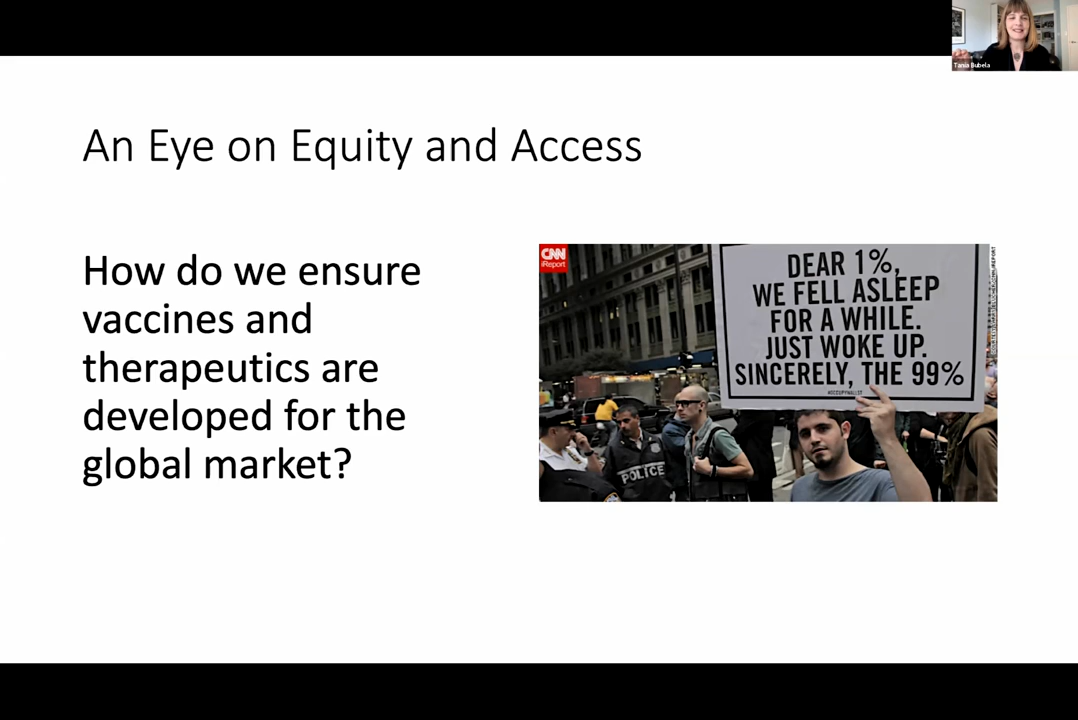 Tania Bubela
An Eye on Equity and Access
How do we ensure
vaccines and
therapeutics are
developed for the
global market?
CNN
iReport
DEAR 1%,
WE FELL ASLEEP
FOR A WHILE.
JUST WOKE UP.
SINCERELY, THE 99%
POLICE